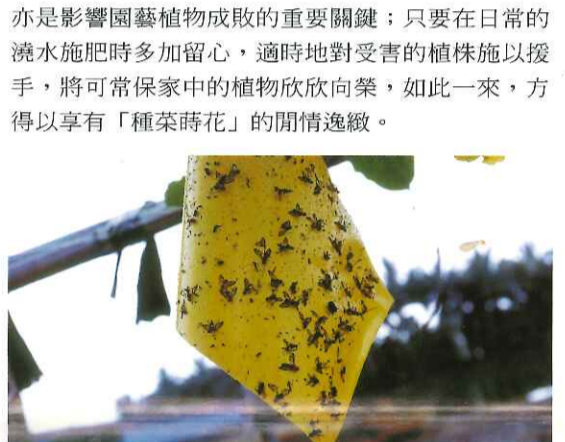 亦是影響園藝植物成敗的重要關鍵；只要在日常的
澆水施肥時多加留心，適時地對受害的植株施以援
手，將可常保家中的植物欣欣向榮，如此一來，方
得以享有「種菜蒔花」的閒情逸緻。